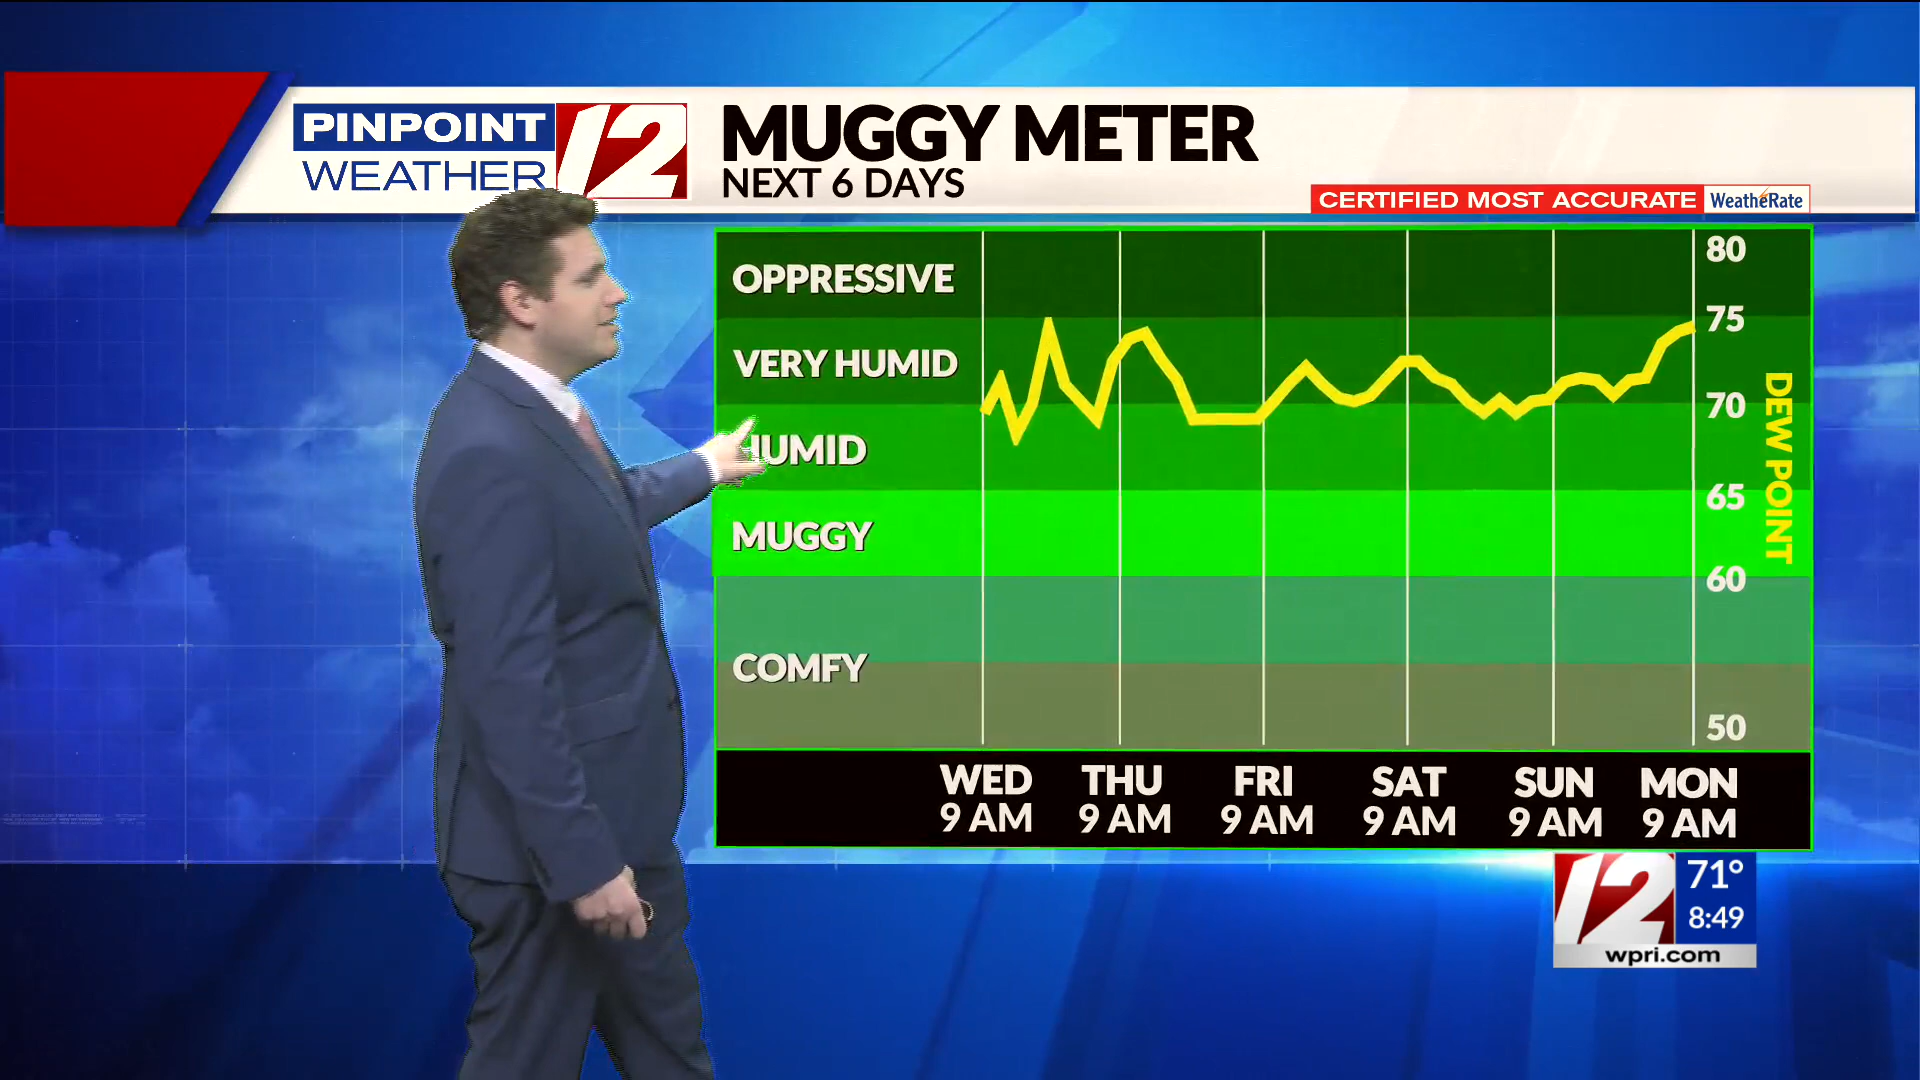 PINPOINT
WEATHER
12
MUGGY METER
NEXT 6 DAYS
CERTIFIED MOST ACCURATE
WeatheRate
OPPRESSIVE
VERY HUMID
HUMID
MUGGY
COMFY
80
75
70
65
60
50
DEW POINT
WED
9 AM
THU
9 AM
FRI
9 AM
SAT
9 AM
SUN
9 AM
MON
9 AM
12
71°
8:49
wpri.com